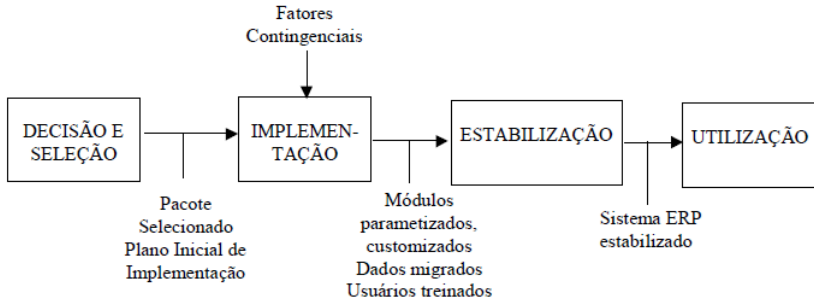 Fatores
Contingenciais
DECISÃO E
SELEÇÃO
IMPLEMEN-
TAÇÃO
ESTABILIZAÇÃO
UTILIZAÇÃO
Pacote
Selecionado
Plano Inicial de
Implementação
Módulos
parametizados,
customizados
Dados migrados
Usuários treinados
Sistema ERP
estabilizado